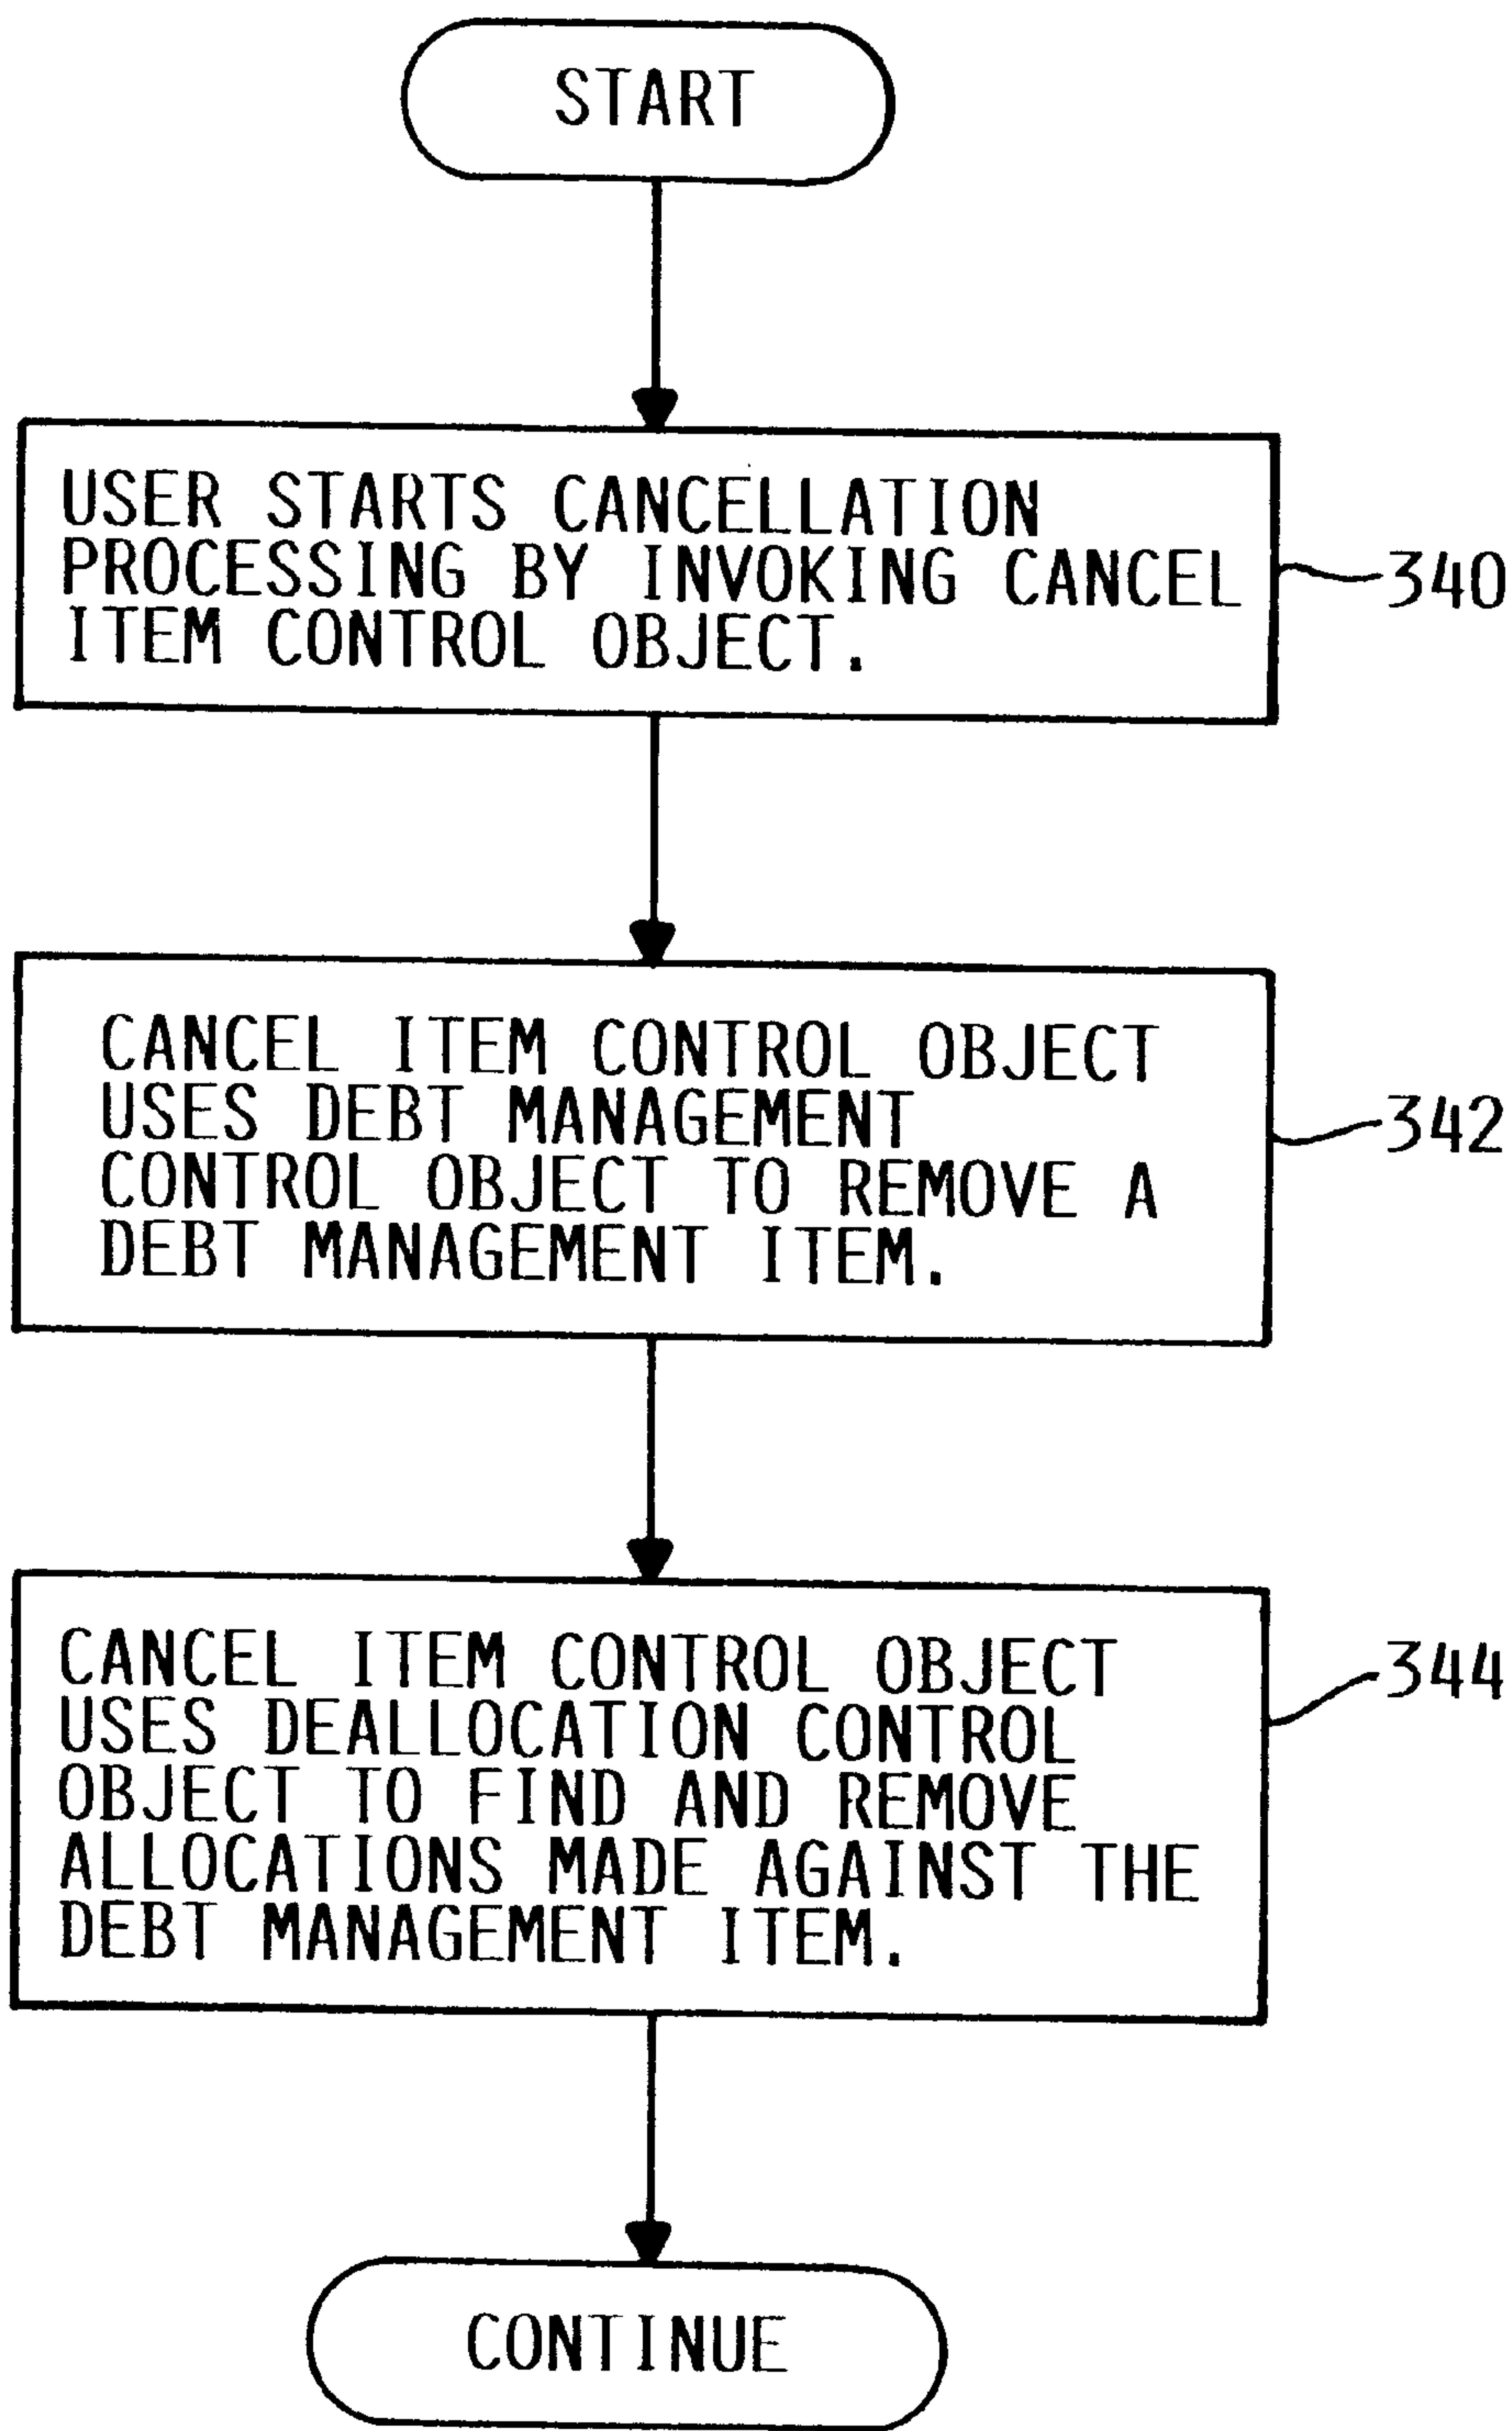 START
USER STARTS CANCELLATION
PROCESSING BY INVOKING CANCEL
ITEM CONTROL OBJECT.
340
CANCEL ITEM CONTROL OBJECT
USES DEBT MANAGEMENT
CONTROL OBJECT TO REMOVE A
DEBT MANAGEMENT ITEM.
342
CANCEL ITEM CONTROL OBJECT
USES DEALLOCATION CONTROL
OBJECT TO FIND AND REMOVE
ALLOCATIONS MADE AGAINST THE
DEBT MANAGEMENT ITEM.
344
CONTINUE